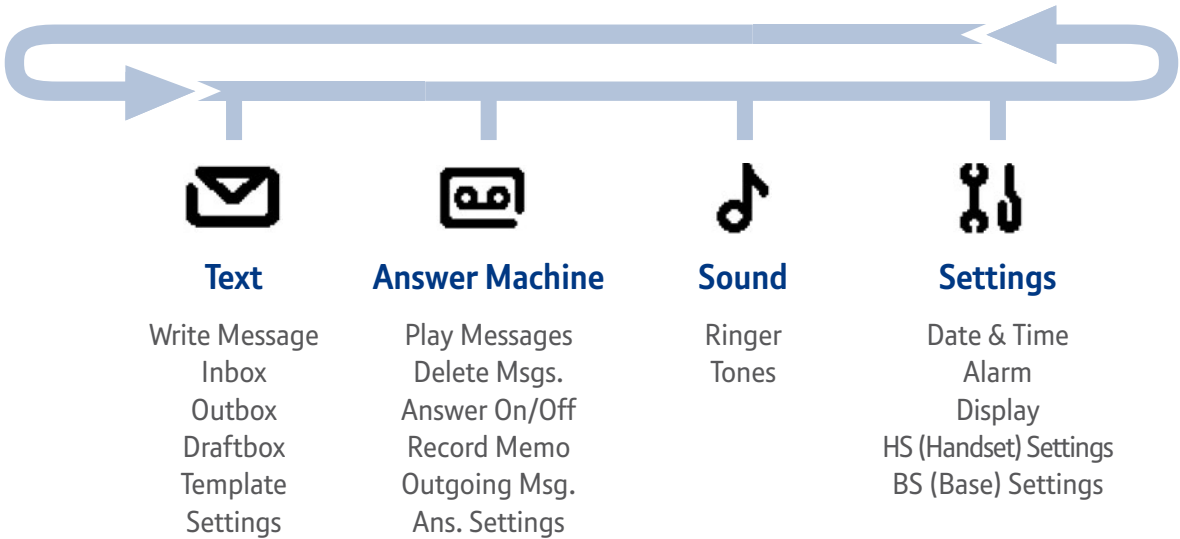 Text
Write Message
Inbox
Outbox
Draftbox
Template
Settings
Answer Machine
Play Messages
Delete Msgs.
Answer On/Off
Record Memo
Outgoing Msg.
Ans. Settings
Sound
Ringer
Tones
Settings
Date & Time
Alarm
Display
HS (Handset) Settings
BS (Base) Settings